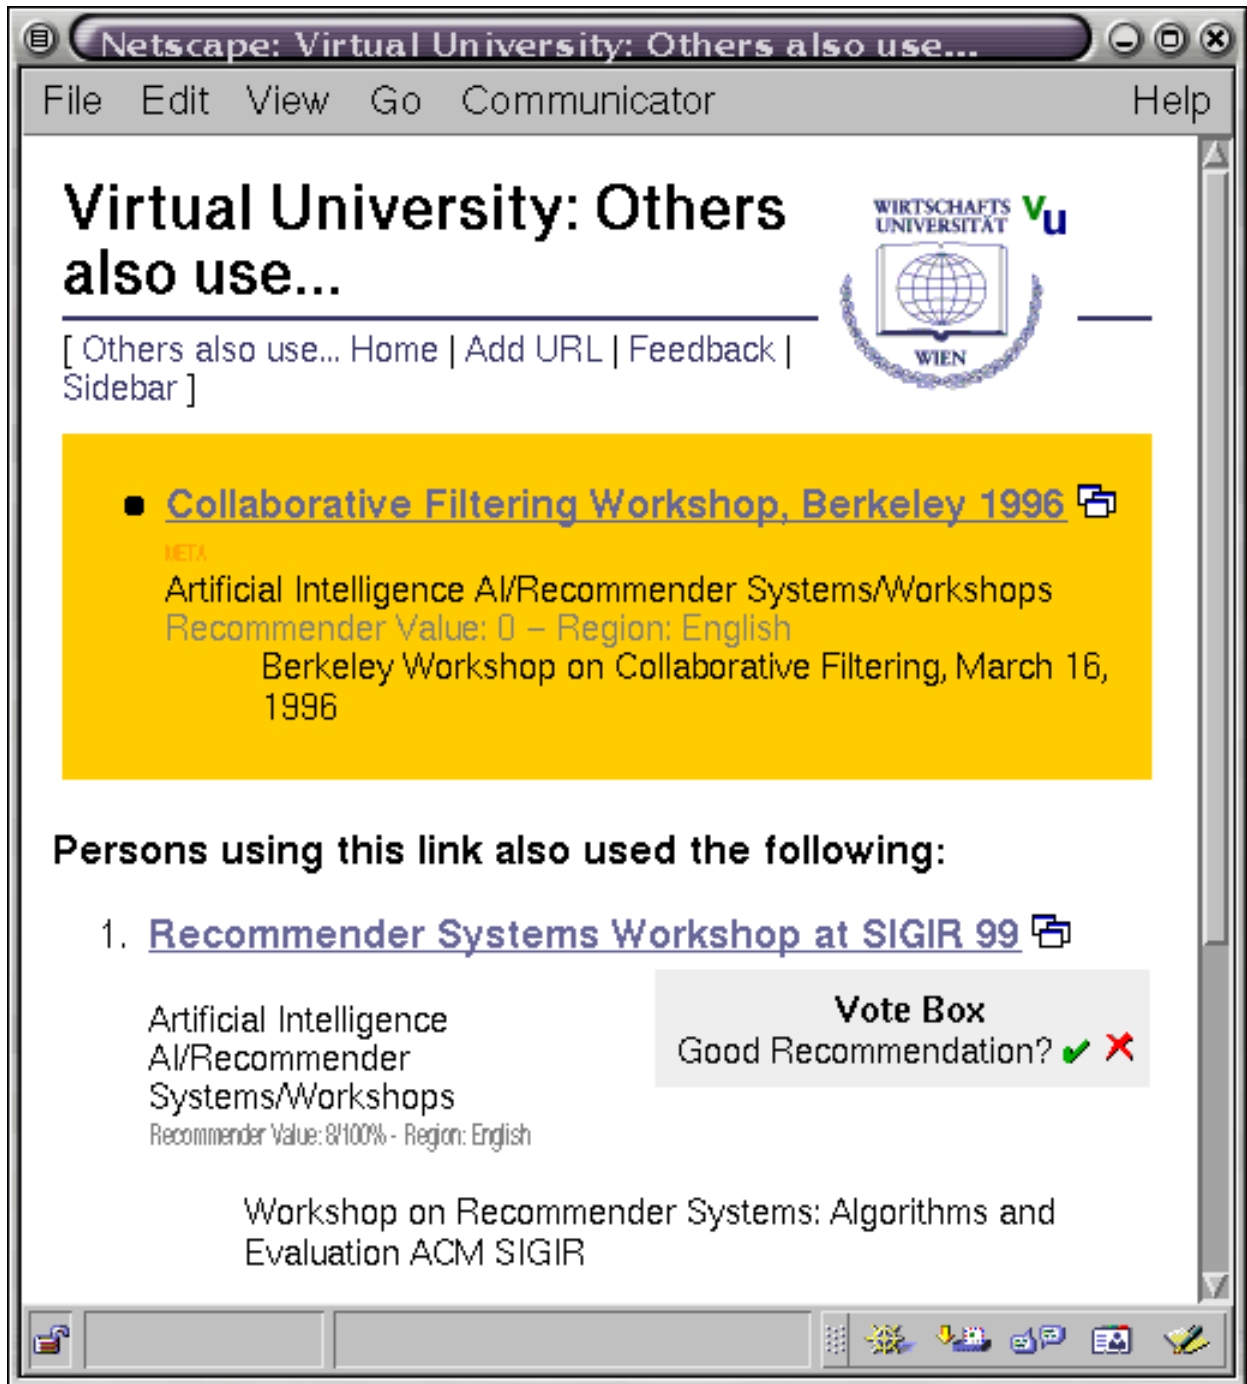 Netscape: Virtual University: Others also use...
File Edit View Go Communicator Help
Virtual University: Others
also use...
WIRTSCHAFTS
UNIVERSITÄT
vu
WIEN
[ Others also use... Home | Add URL | Feedback |
Sidebar ]
Collaborative Filtering Workshop, Berkeley 1996
META
Artificial Intelligence AI/Recommender Systems/Workshops
Recommender Value: 0 – Region: English
Berkeley Workshop on Collaborative Filtering, March 16,
1996
Persons using this link also used the following:
1. Recommender Systems Workshop at SIGIR 99
Vote Box
Good Recommendation?
Artificial Intelligence
AI/Recommender
Systems/Workshops
Recommender Value: 8/100% - Region: English
Workshop on Recommender Systems: Algorithms and
Evaluation ACM SIGIR